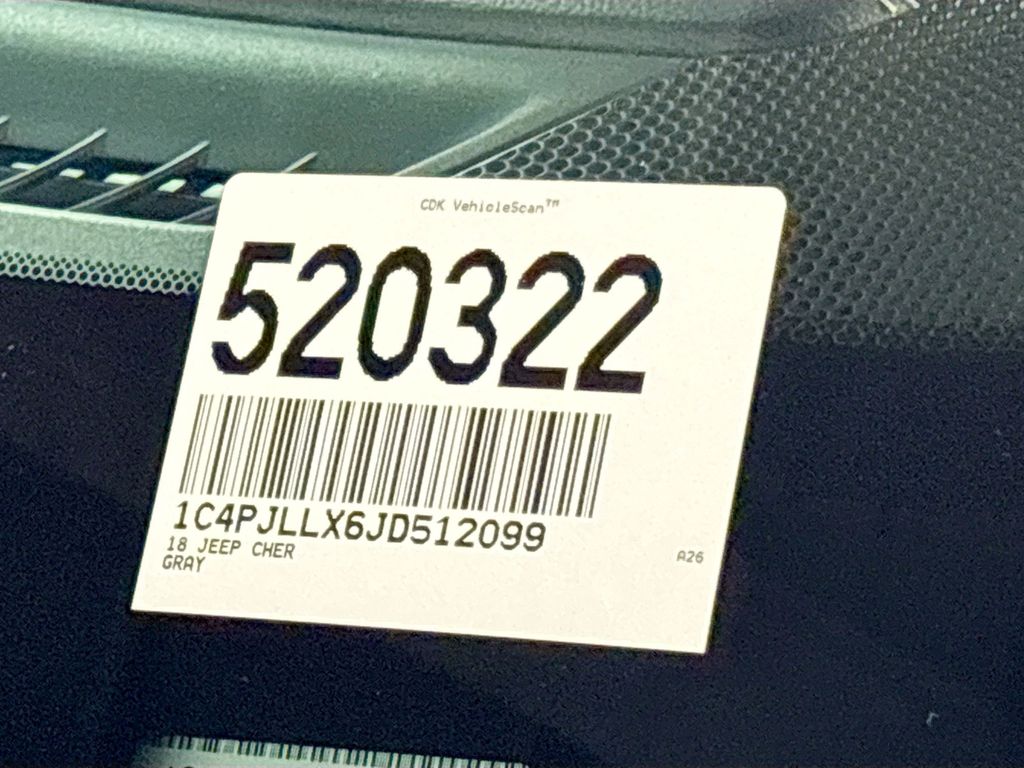 CDK VehicleScan™
520322
1C4PJLLX6JD512099
18 JEEP CHER
GRAY
A26